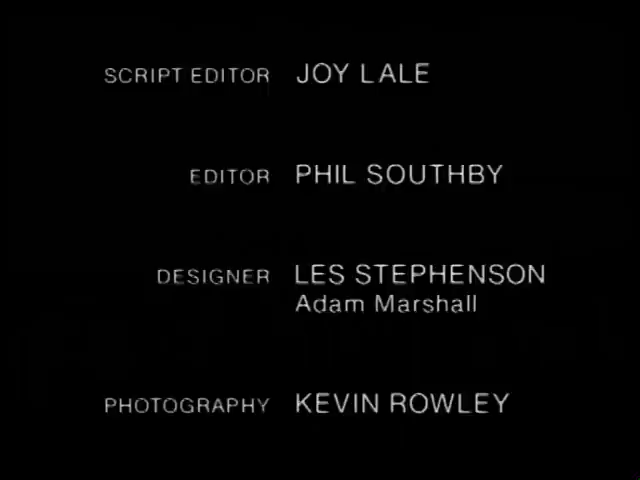 SCRIPT EDITOR JOY LALE
EDITOR PHIL SOUTHBY
DESIGNER LES STEPHENSON
Adam Marshall
PHOTOGRAPHY KEVIN ROWLEY